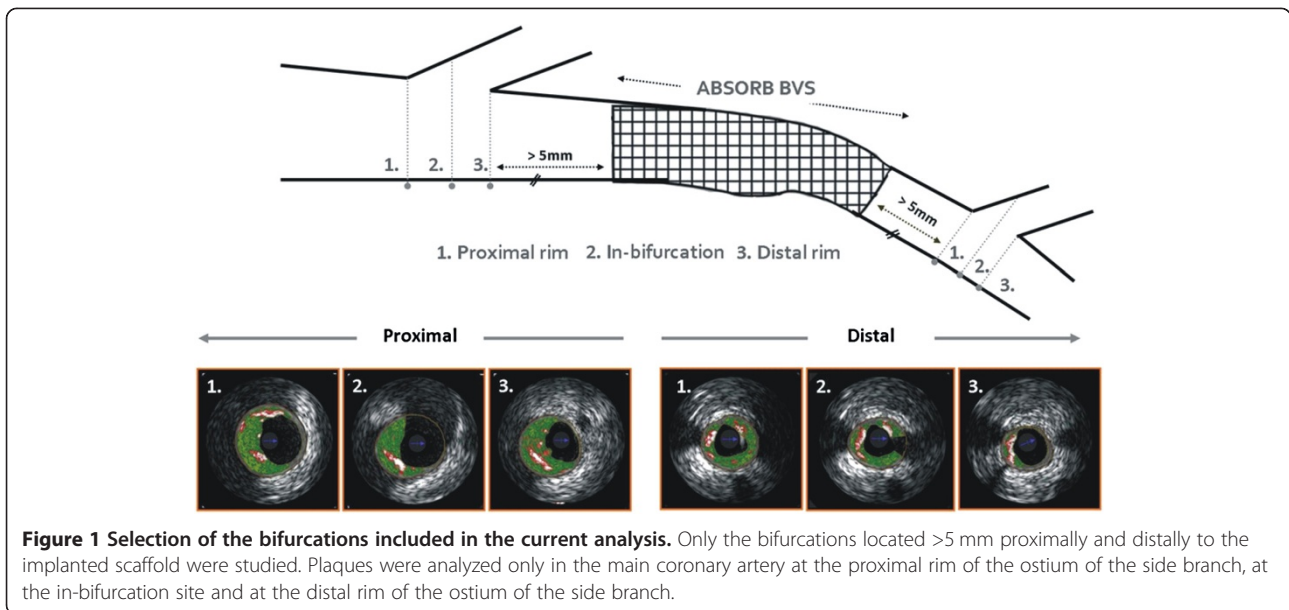 ABSORB BVS
> 5mm
1. 2. 3.
> 5mm
1.
2.
3.
1. Proximal rim 2. In-bifurcation 3. Distal rim
Proximal Distal
1. 2. 3. 1. 2. 3.
Figure 1 Selection of the bifurcations included in the current analysis. Only the bifurcations located >5 mm proximally and distally to the
implanted scaffold were studied. Plaques were analyzed only in the main coronary artery at the proximal rim of the ostium of the side branch, at
the in-bifurcation site and at the distal rim of the ostium of the side branch.